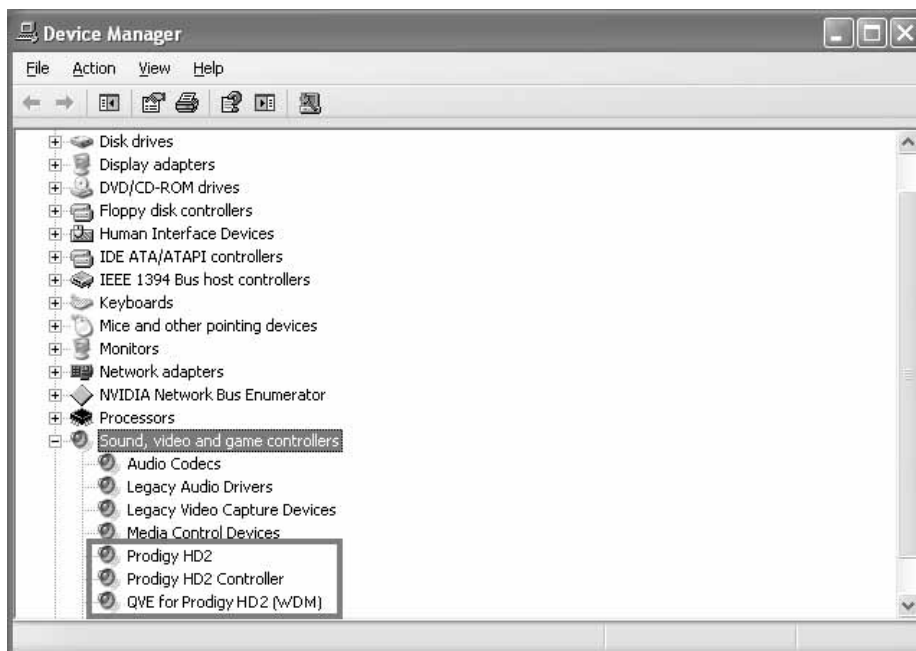 Device Manager
File Action View Help
Disk drives
Display adapters
DVD/CD-ROM drives
Floppy disk controllers
Human Interface Devices
IDE ATA/ATAPI controllers
IEEE 1394 Bus host controllers
Keyboards
Mice and other pointing devices
Monitors
Network adapters
NVIDIA Network Bus Enumerator
Processors
Sound, video and game controllers
Audio Codecs
Legacy Audio Drivers
Legacy Video Capture Devices
Media Control Devices
Prodigy HD2
Prodigy HD2 Controller
QVE for Prodigy HD2 (WDM)